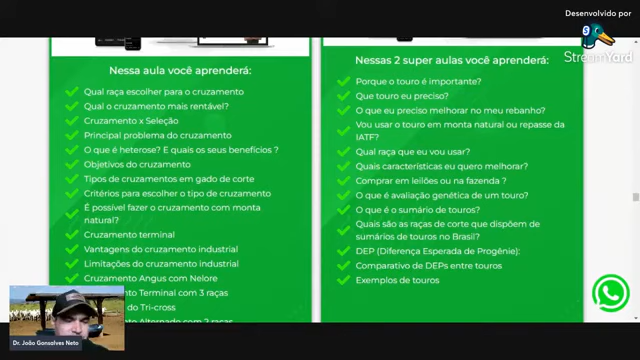 Desenvolvido por
StreamYard
Nessa aula você aprenderá:
Qual raça escolher para o cruzamento
Qual o cruzamento mais rentável?
Cruzamento x Seleção
Principal problema do cruzamento
O que é heterose? E quais os seus benefícios ?
Objetivos do cruzamento
Tipos de cruzamentos em gado de corte
Critérios para escolher o tipo de cruzamento
É possível fazer o cruzamento com monta
natural?
Cruzamento terminal
Vantagens do cruzamento industrial
Limitações do cruzamento industrial
Cruzamento Angus com Nelore
Terminal com 3 raças
do Tri-cross
Alternado com 2 raças
Nessas 2 super aulas você aprenderá:
Porque o touro é importante?
Que touro eu preciso?
O que eu preciso melhorar no meu rebanho?
Vou usar o touro em monta natural ou repasse da
IATF?
Qual raça que eu vou usar?
Quais características eu quero melhorar?
Comprar em leilões ou na fazenda ?
O que é avaliação genética de um touro?
O que é o sumário de touros?
Quais são as raças de corte que dispõem de
sumários de touros no Brasil?
DEP (Diferença Esperada de Progênie):
Comparativo de DEPs entre touros
Exemplos de touros
Dr. João Gonsalves Neto